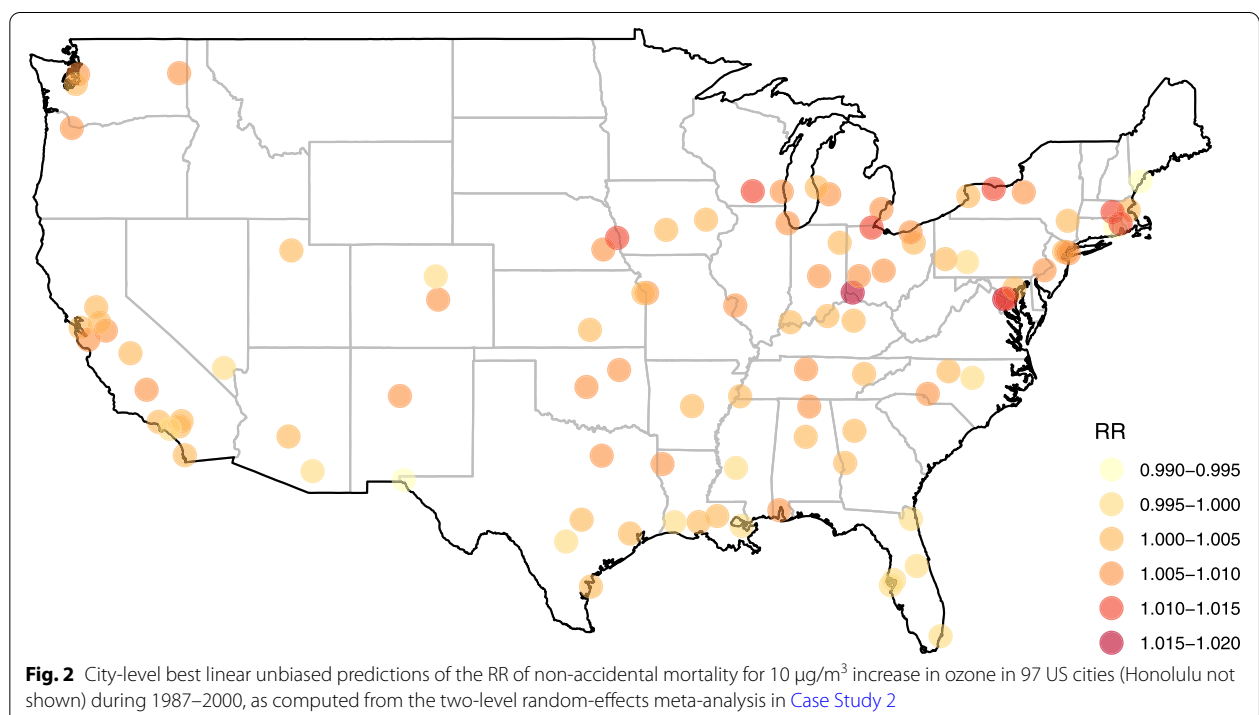 RR
0.990–0.995
0.995–1.000
1.000–1.005
1.005–1.010
1.010–1.015
1.015–1.020
Fig. 2 City-level best linear unbiased predictions of the RR of non-accidental mortality for 10 μg/m³ increase in ozone in 97 US cities (Honolulu not
shown) during 1987–2000, as computed from the two-level random-effects meta-analysis in Case Study 2